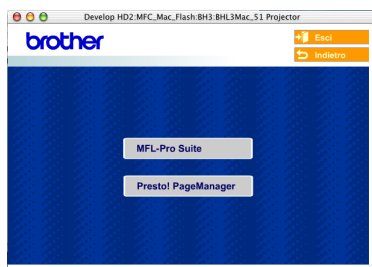 Develop HD2:MFC_Mac_Flash:BH3:BHL3Mac_51 Projector
brother
Esci
Indietro
MFL-Pro Suite
Presto! PageManager